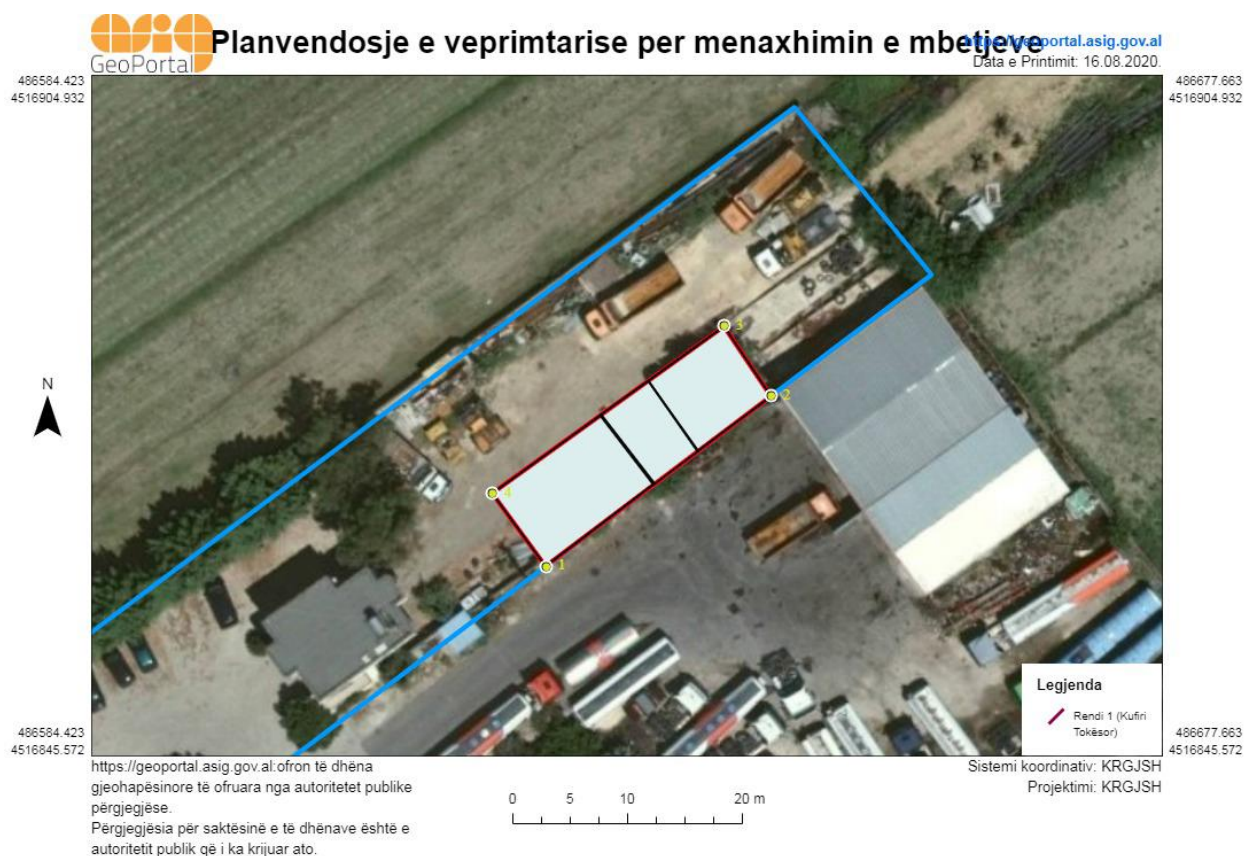 asig
GeoPortal
Planvendosje e veprimtarise per menaxhimin e mbetjeve
https://geoportal.asig.gov.al
Data e Printimit: 16.08.2020.
486584.423
4516904.932
486677.663
4516904.932
N
3
2
4
1
Legjenda
Rendi 1 (Kufiri
Tokësor)
486584.423
4516845.572
486677.663
4516845.572
https://geoportal.asig.gov.al:ofron të dhëna
gjeohapësinore të ofruara nga autoritetet publike
përgjegjëse.
Përgjegjësia për saktësinë e të dhënave është e
autoritetit publik që i ka krijuar ato.
0 5 10 20 m
Sistemi koordinativ: KRGJSH
Projektimi: KRGJSH